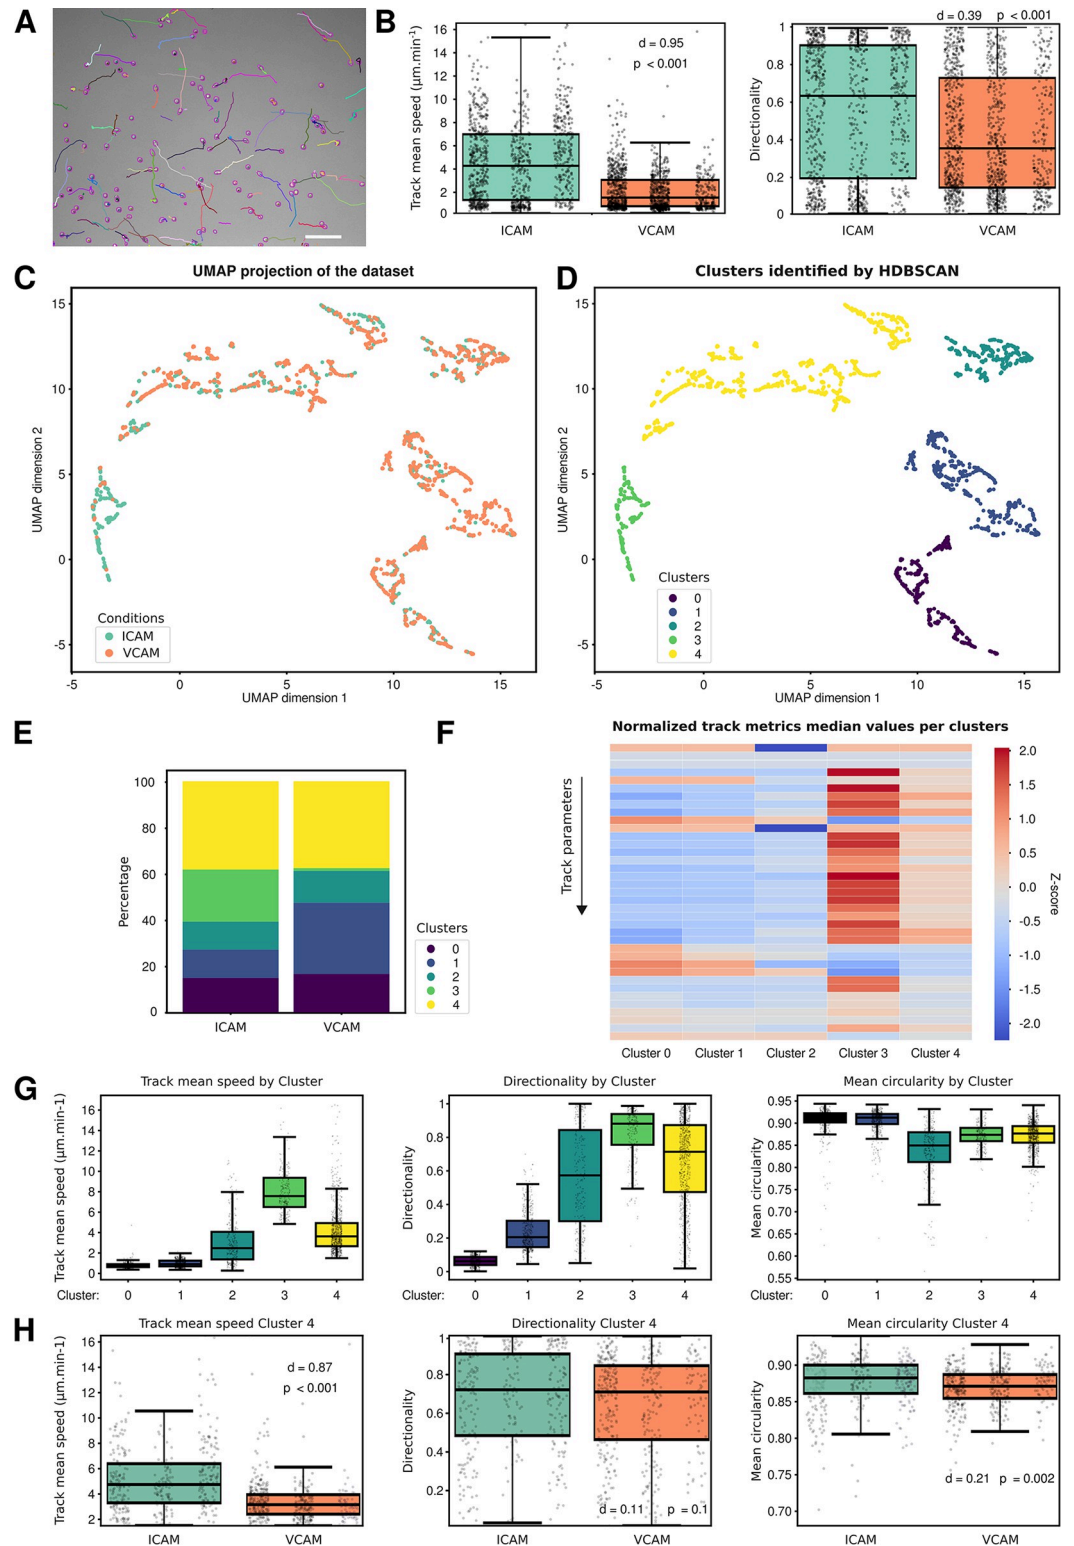 A
B
Track mean speed (µm.min-1)
16
14
12
10
8
6
4
2
0
d = 0.95
p < 0.001
ICAM
VCAM
d = 0.39 p < 0.001
Directionality
1
0.8
0.6
0.4
0.2
0
ICAM
VCAM
C
UMAP projection of the dataset
UMAP dimension 2
15
10
5
0
-5
Conditions
ICAM
VCAM
-5 0 5 10 15
UMAP dimension 1
D
Clusters identified by HDBSCAN
UMAP dimension 2
15
10
5
0
-5
Clusters
0
1
2
3
4
-5 0 5 10 15
UMAP dimension 1
E
Percentage
100
80
60
40
20
0
ICAM
VCAM
Clusters
0
1
2
3
4
F
Normalized track metrics median values per clusters
Track parameters
Cluster 0 Cluster 1 Cluster 2 Cluster 3 Cluster 4
2.0
1.5
1.0
0.5
0.0
-0.5
-1.0
-1.5
-2.0
Z-score
G
Track mean speed by Cluster
Track mean speed (µm.min-1)
16
14
12
10
8
6
4
2
0
Cluster: 0 1 2 3 4
Directionality by Cluster
Directionality
1
0.8
0.6
0.4
0.2
0
Cluster: 0 1 2 3 4
Mean circularity by Cluster
Mean circularity
0.95
0.90
0.85
0.80
0.75
0.70
0.65
0.60
0.55
Cluster: 0 1 2 3 4
H
Track mean speed Cluster 4
Track mean speed (µm.min-1)
16
14
12
10
8
6
4
2
d = 0.87
p < 0.001
ICAM
VCAM
Directionality Cluster 4
Directionality
1
0.8
0.6
0.4
0.2
d = 0.11 p = 0.1
ICAM
VCAM
Mean circularity Cluster 4
Mean circularity
0.90
0.85
0.80
0.75
0.70
d = 0.21 p = 0.002
ICAM
VCAM